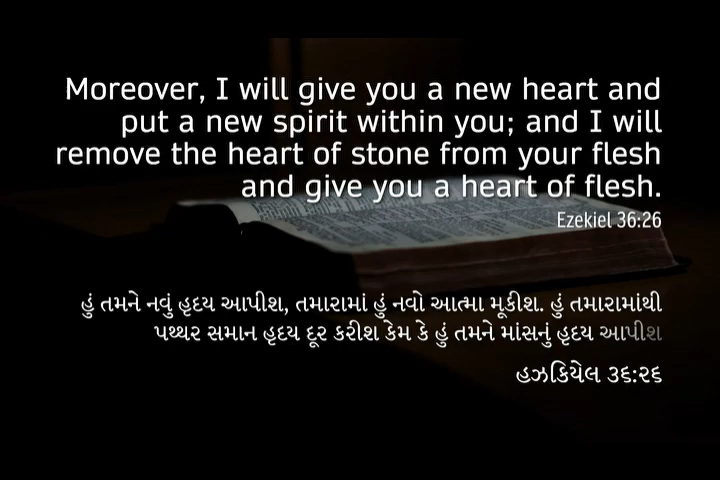 Moreover, I will give you a new heart and
put a new spirit within you; and I will
remove the heart of stone from your flesh
and give you a heart of flesh.
Ezekiel 36:26
હું તમને નવું હૃદય આપીશ, તમારામાં હું નવો આત્મા મૂકીશ. હું તમારામાંથી
પથ્થર સમાન હૃદય દૂર કરીશ કેમ કે હું તમને માંસનું હૃદય આપીશ
હઝકિયેલ ૩૬:૨૬